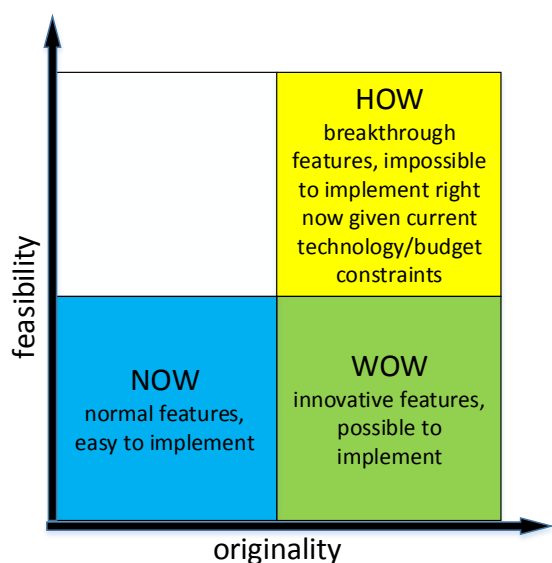 feasibility
HOW
breakthrough
features, impossible
to implement right
now given current
technology/budget
constraints
NOW
normal features,
easy to implement
WOW
innovative features,
possible to
implement
originality